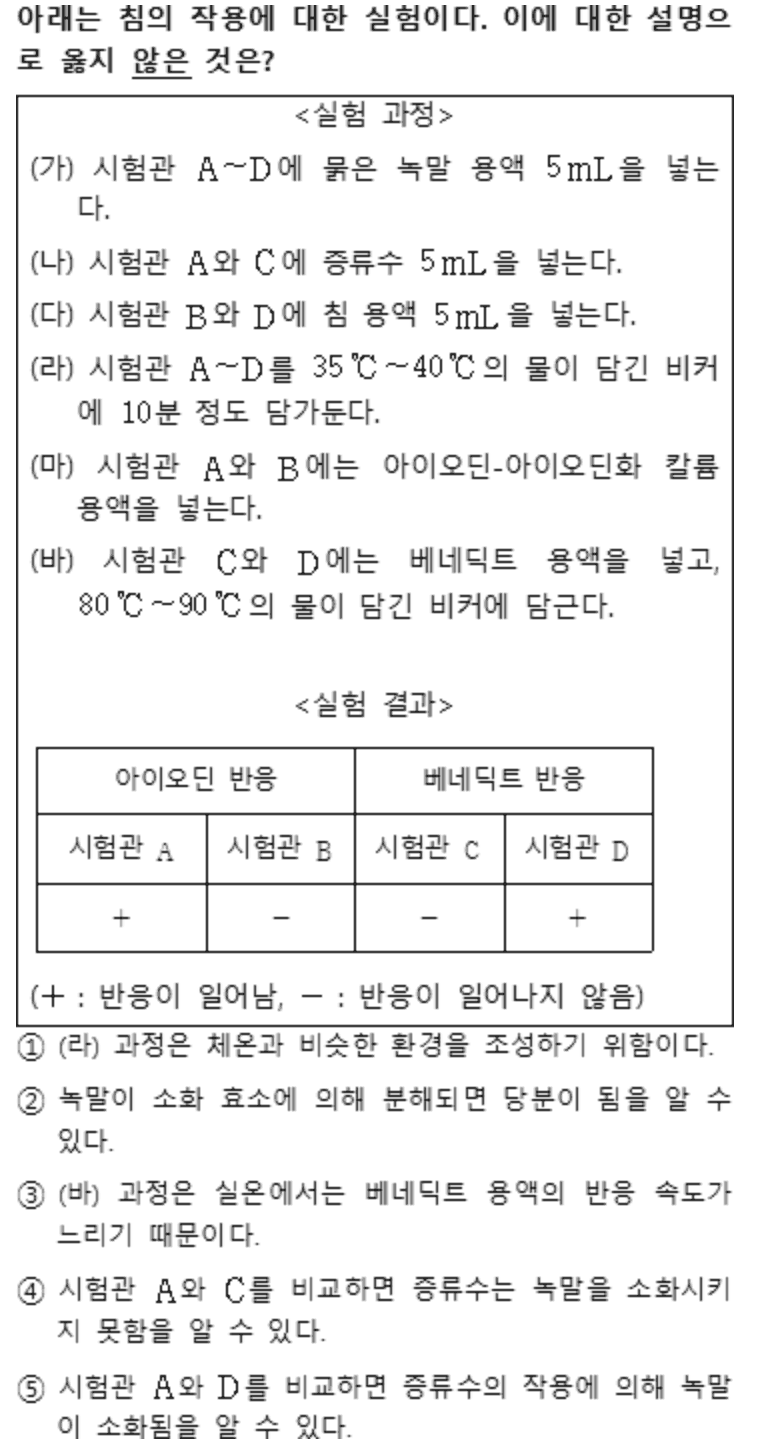 아래는 침의 작용에 대한 실험이다. 이에 대한 설명으
로 옳지 않은 것은?
<실험 과정>
(가) 시험관 A~D에 묽은 녹말 용액 5mL을 넣는
다.
(나) 시험관 A와 C에 증류수 5mL을 넣는다.
(다) 시험관 B와 D에 침 용액 5mL을 넣는다.
(라) 시험관 A~D를 35℃~40℃의 물이 담긴 비커
에 10분 정도 담가둔다.
(마) 시험관 A와 B에는 아이오딘-아이오딘화 칼륨
용액을 넣는다.
(바) 시험관 C와 D에는 베네딕트 용액을 넣고,
80℃~90℃의 물이 담긴 비커에 담근다.
<실험 결과>
아이오딘 반응 베네딕트 반응
시험관 A 시험관 B 시험관 C 시험관 D
+ - - +
(+ : 반응이 일어남, - : 반응이 일어나지 않음)
① (라) 과정은 체온과 비슷한 환경을 조성하기 위함이다.
② 녹말이 소화 효소에 의해 분해되면 당분이 됨을 알 수
있다.
③ (바) 과정은 실온에서는 베네딕트 용액의 반응 속도가
느리기 때문이다.
④ 시험관 A와 C를 비교하면 증류수는 녹말을 소화시키
지 못함을 알 수 있다.
⑤ 시험관 A와 D를 비교하면 증류수의 작용에 의해 녹말
이 소화됨을 알 수 있다.